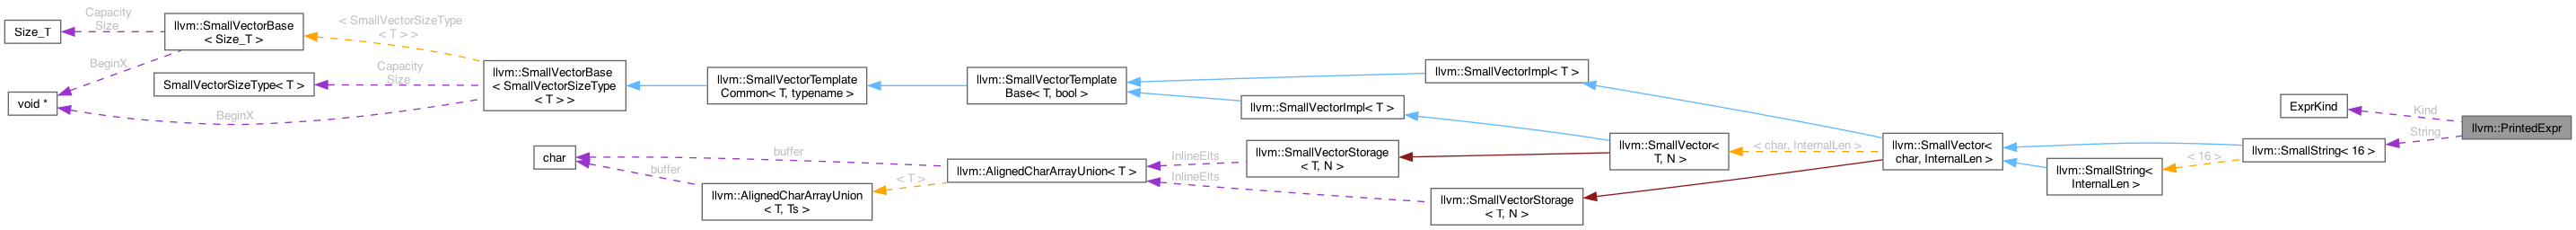 Size_T
Capacity
Size
llvm::SmallVectorBase
< Size_T >
< SmallVectorSizeType
< T > >
BeginX
void *
SmallVectorSizeType< T >
Capacity
Size
BeginX
llvm::SmallVectorBase
< SmallVectorSizeType
< T > >
llvm::SmallVectorTemplate
Common< T, typename >
llvm::SmallVectorTemplate
Base< T, bool >
llvm::SmallVectorImpl< T >
llvm::SmallVectorImpl< T >
char
buffer
buffer
llvm::AlignedCharArrayUnion
< T, Ts >
< T >
llvm::AlignedCharArrayUnion< T >
InlineElts
InlineElts
llvm::SmallVectorStorage
< T, N >
llvm::SmallVectorStorage
< T, N >
llvm::SmallVector<
T, N >
< char, InternalLen >
llvm::SmallVector<
char, InternalLen >
llvm::SmallString<
InternalLen >
< 16 >
llvm::SmallString< 16 >
ExprKind
Kind
String
llvm::PrintedExpr